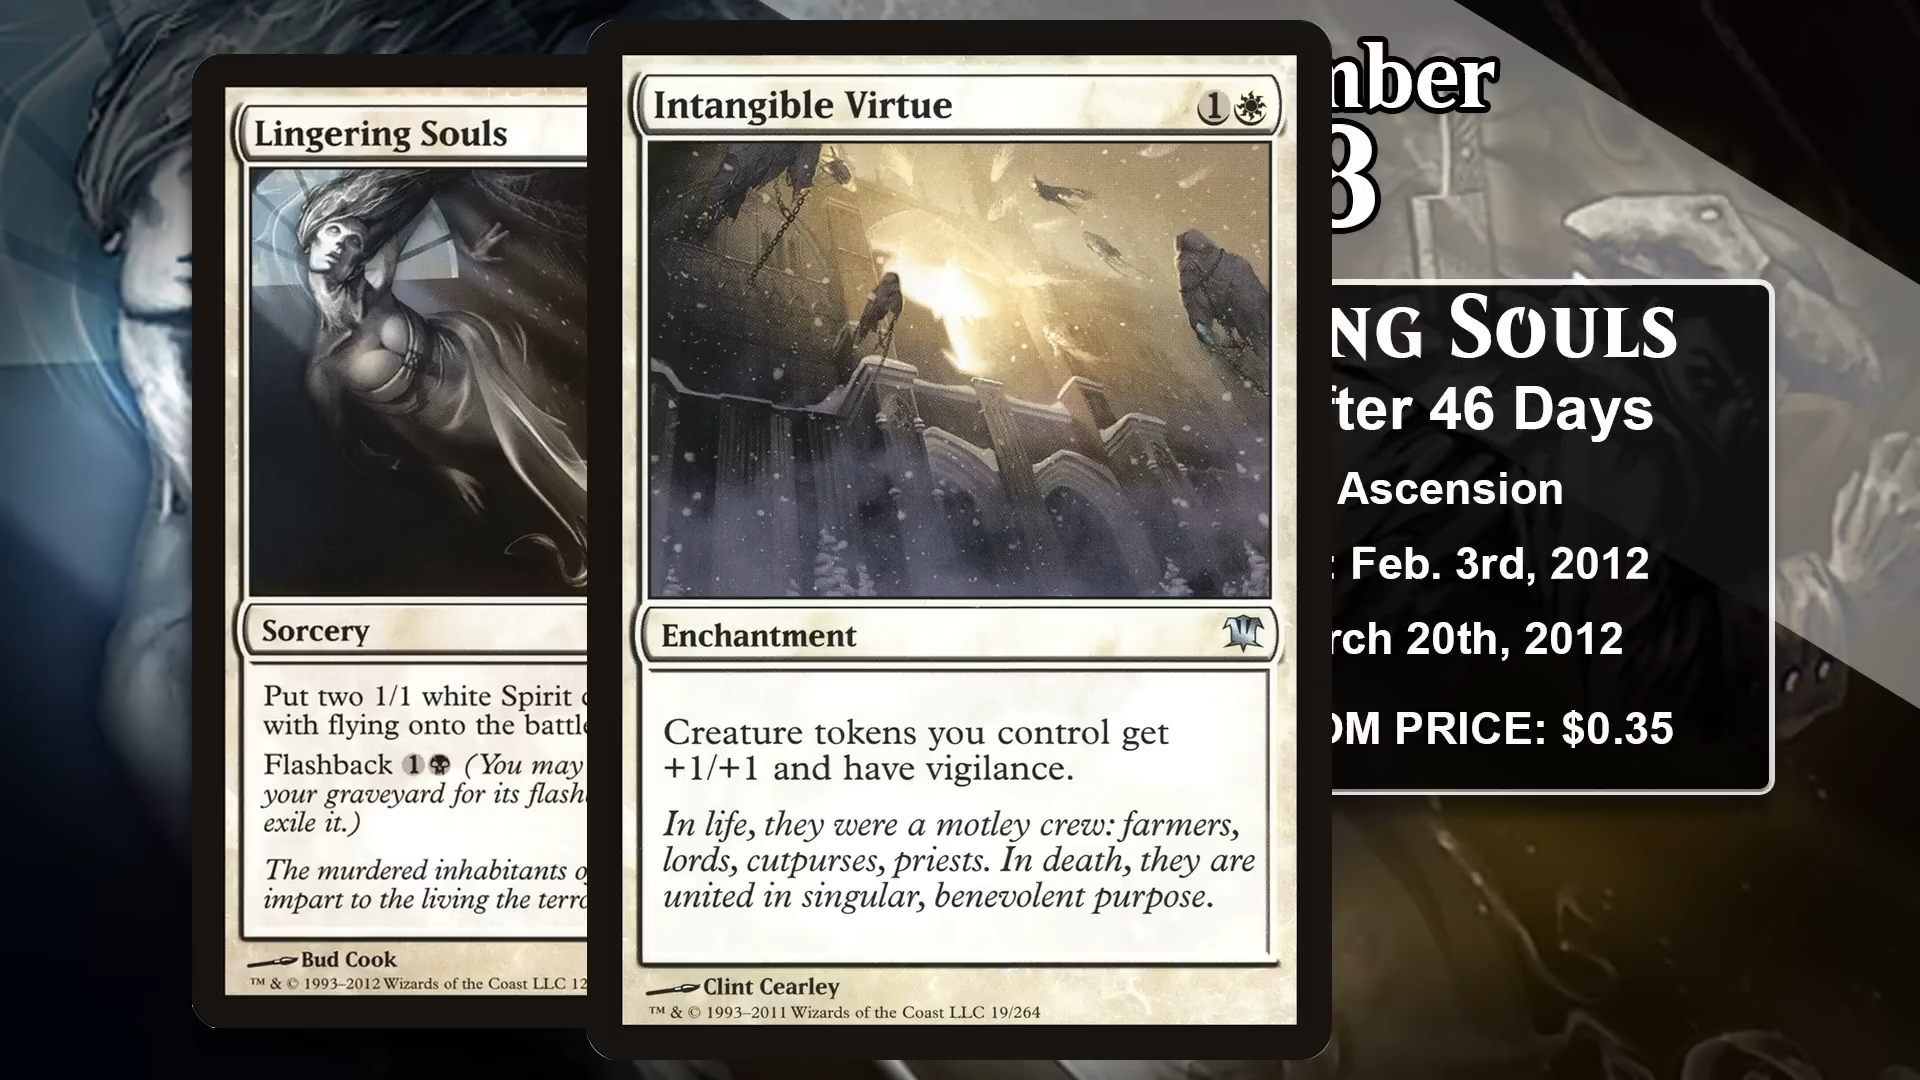 Lingering Souls
Sorcery
Put two 1/1 white Spirit
with flying onto the
Flashback 1 (You may
your graveyard for its
exile it.)
The murdered inhabitants
impart to the living the
Bud Cook
™ & © 1993–2012 Wizards of the Coast LLC 12
Intangible Virtue 1
Enchantment
Creature tokens you control get
+1/+1 and have vigilance.
In life, they were a motley crew: farmers,
lords, cutpurses, priests. In death, they are
united in singular, benevolent purpose.
Clint Cearley
™ & © 1993–2011 Wizards of the Coast LLC 19/264
mber
8
NG SOULS
fter 46 Days
Ascension
: Feb. 3rd, 2012
rch 20th, 2012
OM PRICE: $0.35